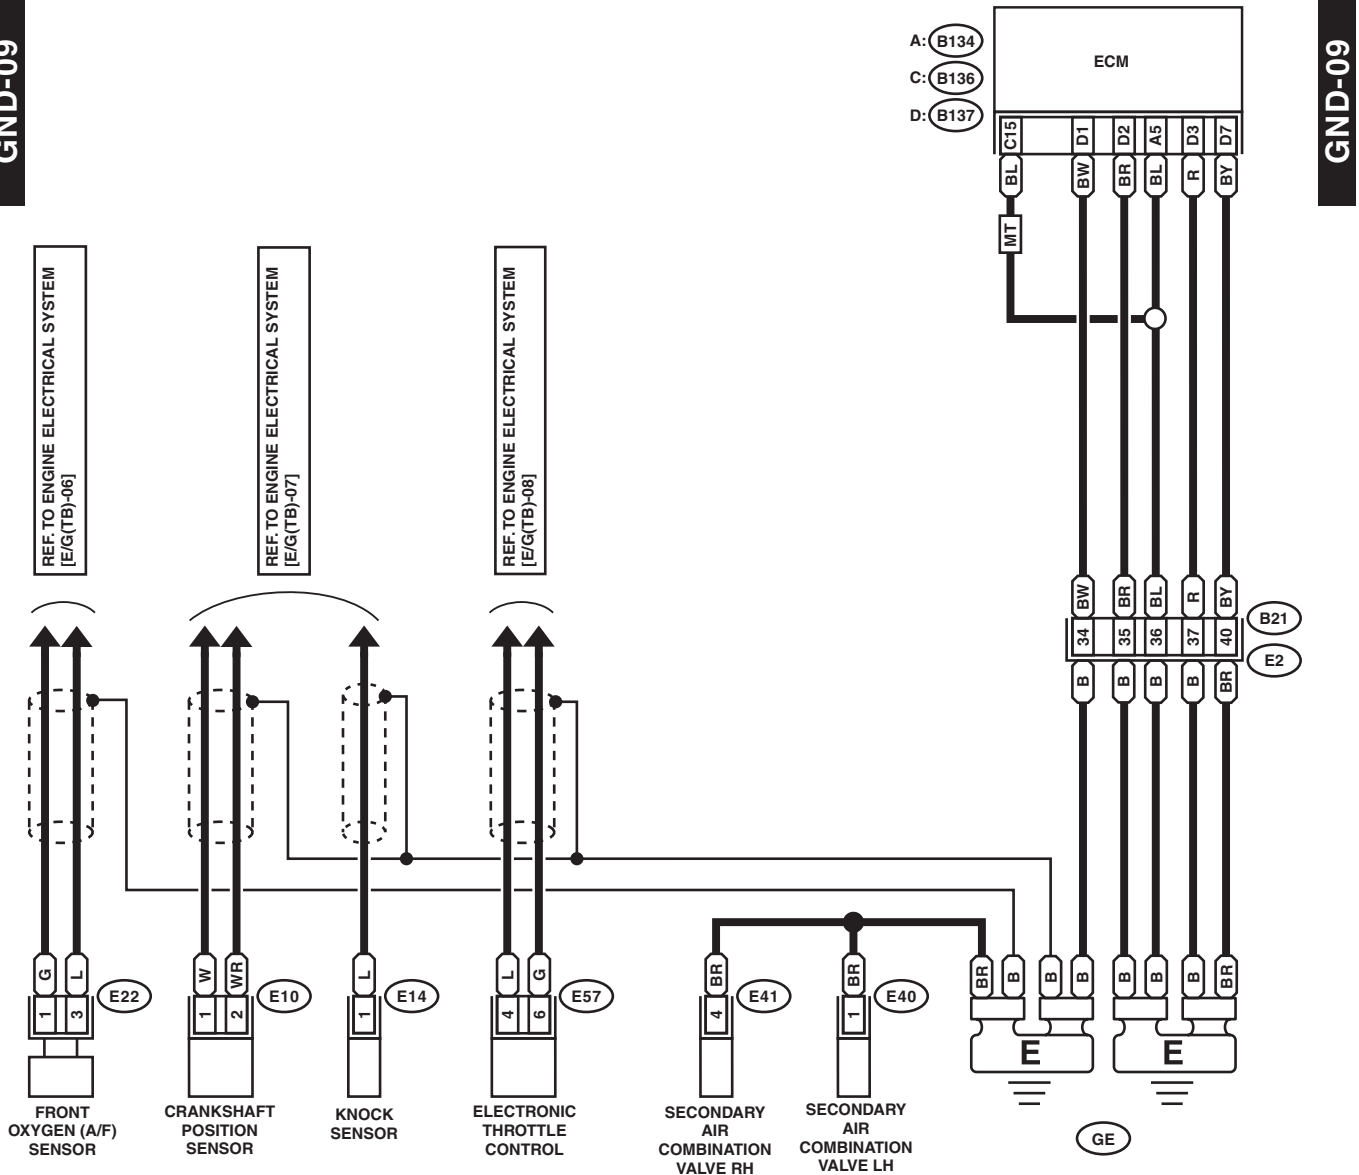 GND-09
GND-09
A: B134
C: B136
D: B137
ECM
C15
D1
D2
A5
D3
D7
BL
BW
BR
BL
R
BY
MT
REF. TO ENGINE ELECTRICAL SYSTEM
[E/G(TB)-06]
REF. TO ENGINE ELECTRICAL SYSTEM
[E/G(TB)-07]
REF. TO ENGINE ELECTRICAL SYSTEM
[E/G(TB)-08]
BW
BR
BL
R
BY
34
35
36
37
40
B21
E2
B
B
B
B
BR
G
L
W
WR
L
L
G
BR
BR
BR
B
B
B
B
B
B
BR
1
3
E22
1
2
E10
1
E14
4
6
E57
4
E41
1
E40
E
E
FRONT
OXYGEN (A/F)
SENSOR
CRANKSHAFT
POSITION
SENSOR
KNOCK
SENSOR
ELECTRONIC
THROTTLE
CONTROL
SECONDARY
AIR
COMBINATION
VALVE RH
SECONDARY
AIR
COMBINATION
VALVE LH
GE